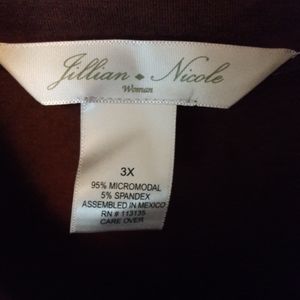 Jillian ◆ Nicole
Woman
3X
95% MICROMODAL
5% SPANDEX
ASSEMBLED IN MEXICO
RN # 113135
CARE OVER